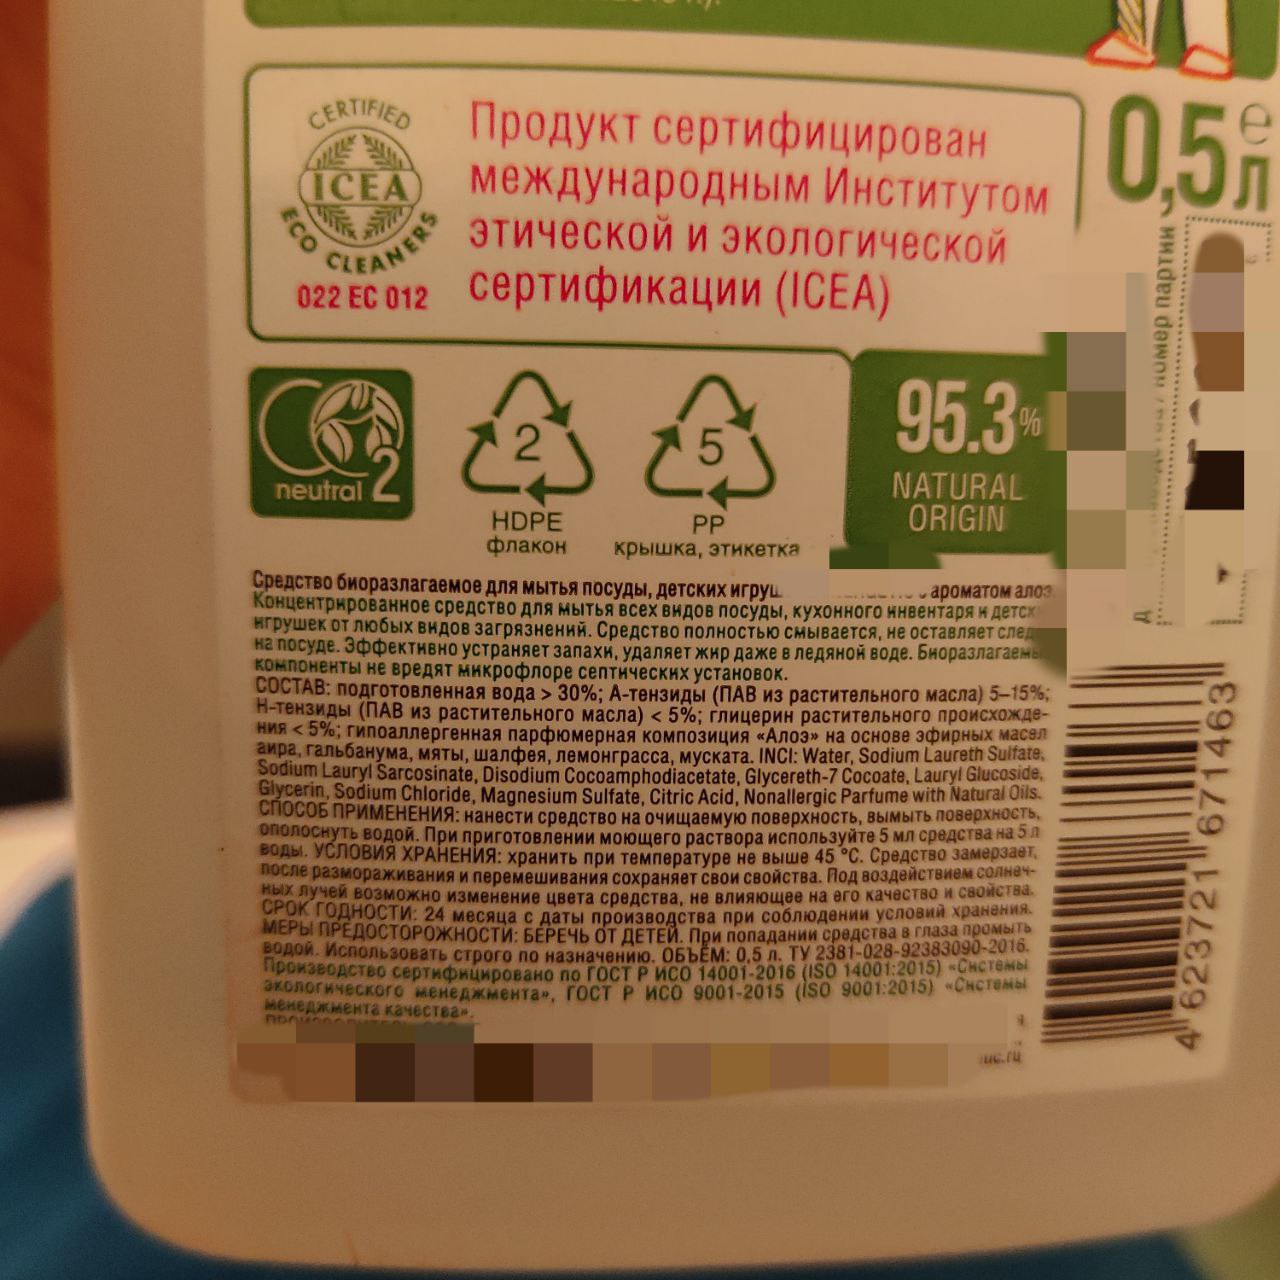 CERTIFIED
ICEA
ECO CLEANERS
022 EC 012
Продукт сертифицирован
международным Институтом
этической и экологической
сертификации (ICEA)
0,5 л e
номер партии
CO2
neutral
2
HDPE
флакон
5
PP
крышка, этикетка
95.3%
NATURAL
ORIGIN
Средство биоразлагаемое для мытья посуды, детских ароматом алоэ
Концентрированное средство для мытья всех видов посуды, кухонного инвентаря и
игрушек от любых видов загрязнений. Средство полностью смывается, не оставляет
на посуде. Эффективно устраняет запахи, удаляет жир даже в ледяной воде.
компоненты не вредят микрофлоре септических установок.
СОСТАВ: подготовленная вода > 30%; А-тензиды (ПАВ из растительного масла) 5–15%;
Н-тензиды (ПАВ из растительного масла) < 5%; глицерин растительного происхожде-
ния < 5%; гипоаллергенная парфюмерная композиция «Алоэ» на основе эфирных масел
аира, гальбанума, мяты, шалфея, лемонграсса, муската. INCI: Water, Sodium Laureth Sulfate,
Sodium Lauryl Sarcosinate, Disodium Cocoamphodiacetate, Glycereth-7 Cocoate, Lauryl Glucoside,
Glycerin, Sodium Chloride, Magnesium Sulfate, Citric Acid, Nonallergic Parfume with Natural Oils.
СПОСОБ ПРИМЕНЕНИЯ: нанести средство на очищаемую поверхность, вымыть поверхность,
ополоснуть водой. При приготовлении моющего раствора используйте 5 мл средства на 5 л
воды. УСЛОВИЯ ХРАНЕНИЯ: хранить при температуре не выше 45 °C. Средство замерзает,
после размораживания и перемешивания сохраняет свои свойства. Под воздействием солнеч-
ных лучей возможно изменение цвета средства, не влияющее на его качество и свойства.
СРОК ГОДНОСТИ: 24 месяца с даты производства при соблюдении условий хранения.
МЕРЫ ПРЕДОСТОРОЖНОСТИ: БЕРЕЧЬ ОТ ДЕТЕЙ. При попадании средства в глаза промыть
водой. Использовать строго по назначению. ОБЪЁМ: 0,5 л. ТУ 2381-028-92383090-2016.
Производство сертифицировано по ГОСТ Р ИСО 14001-2016 (ISO 14001:2015) «Системы
экологического менеджмента», ГОСТ Р ИСО 9001-2015 (ISO 9001:2015) «Системы
менеджмента качества».
4 623721 671463